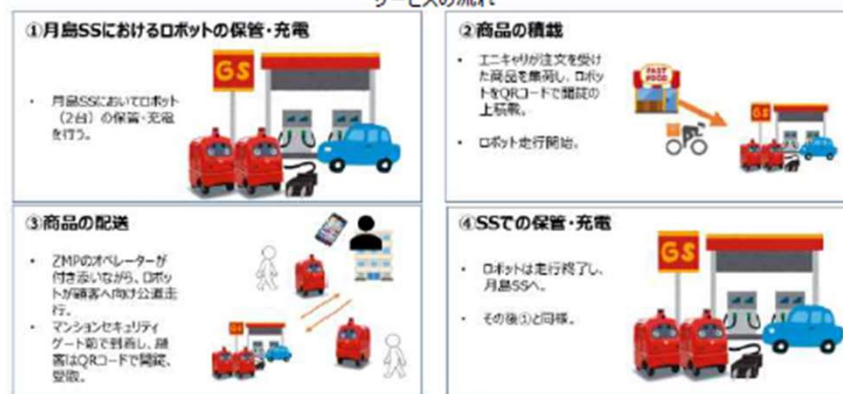 サービスの流れ
①月島SSにおけるロボットの保管・充電
• 月島SSにおいてロボット
（2台）の保管・充電
を行う。
GS
②商品の積載
• エニキャリが注文を受け
た商品を集荷し、ロボッ
トをQRコードで開錠の
上積載。
• ロボット走行開始。
FAST
FOOD
GS
③商品の配送
• ZMPのオペレーターが
付き添いながら、ロボッ
トが顧客へ向け公道走
行。
• マンションセキュリティ
ゲート前で到着し、顧
客はQRコードで開錠、
受取。
GS
④SSでの保管・充電
• ロボットは走行終了し、
月島SSへ。
• その後①と同様。
GS